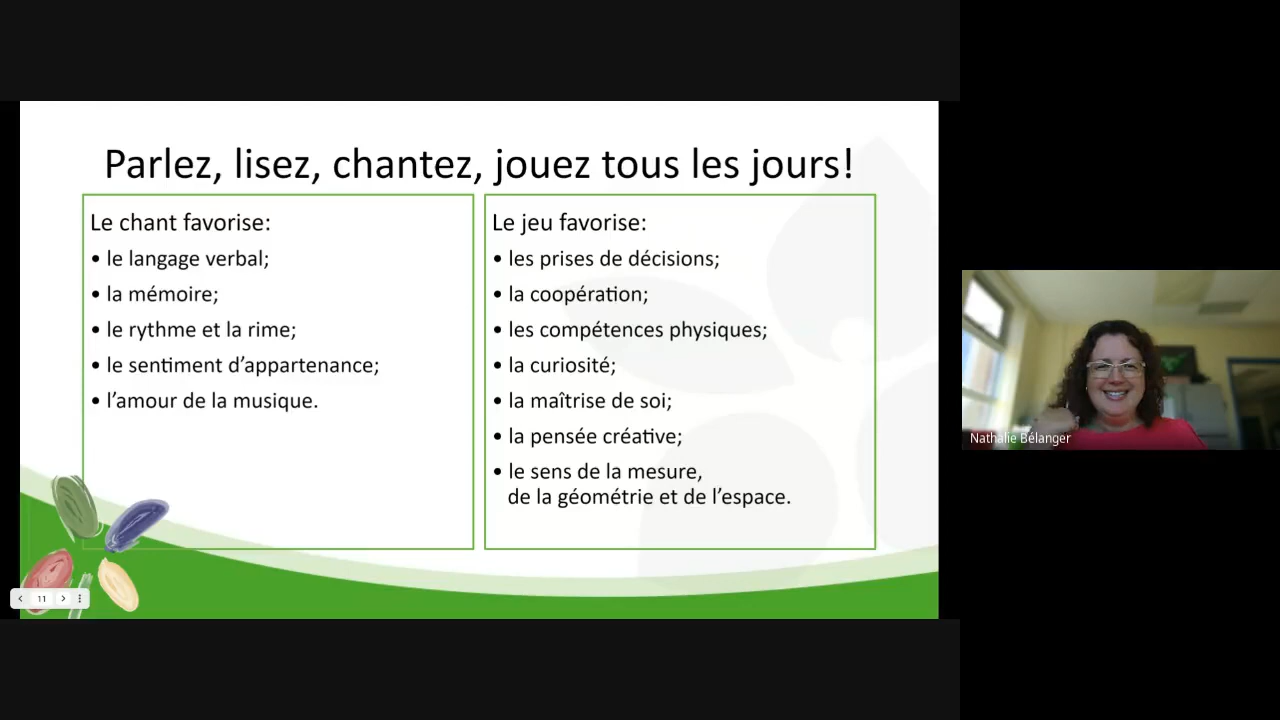 Parlez, lisez, chantez, jouez tous les jours!
Le chant favorise:
• le langage verbal;
• la mémoire;
• le rythme et la rime;
• le sentiment d’appartenance;
• l’amour de la musique.
Le jeu favorise:
• les prises de décisions;
• la coopération;
• les compétences physiques;
• la curiosité;
• la maîtrise de soi;
• la pensée créative;
• le sens de la mesure,
de la géométrie et de l’espace.
11
Nathalie Bélanger